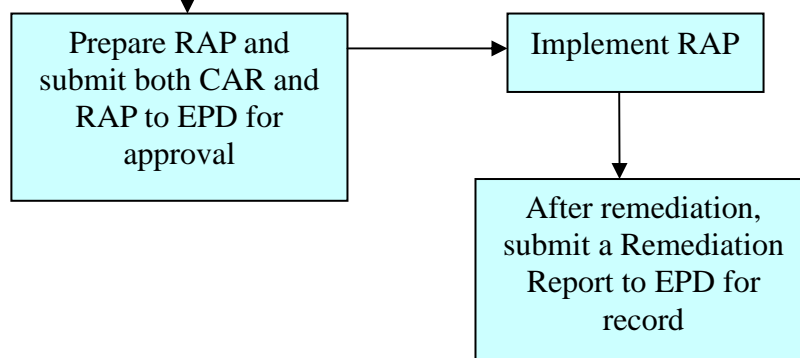 Prepare RAP and
submit both CAR and
RAP to EPD for
approval
Implement RAP
After remediation,
submit a Remediation
Report to EPD for
record